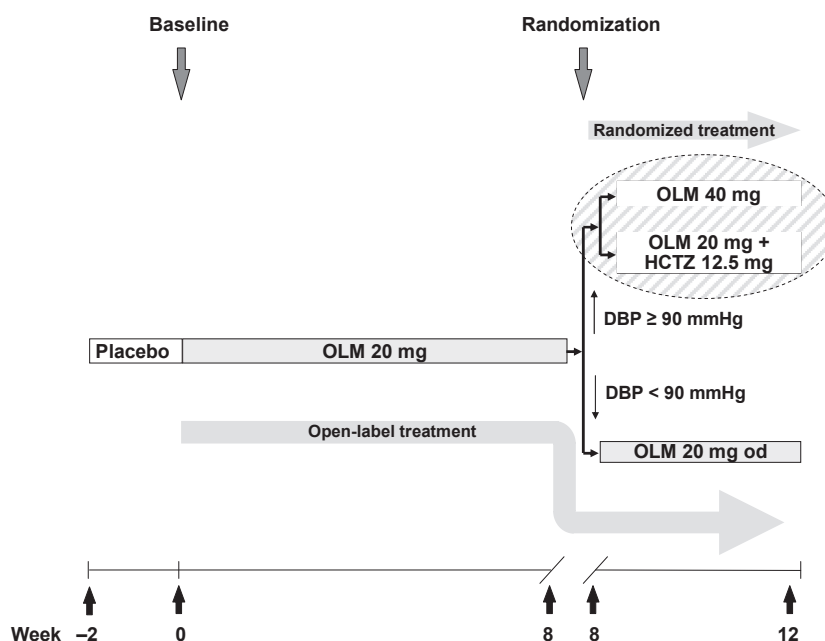 Baseline
Randomization
Randomized treatment
OLM 40 mg
OLM 20 mg +
HCTZ 12.5 mg
DBP ≥ 90 mmHg
Placebo
OLM 20 mg
DBP < 90 mmHg
Open-label treatment
OLM 20 mg od
Week –2 0 8 8 12